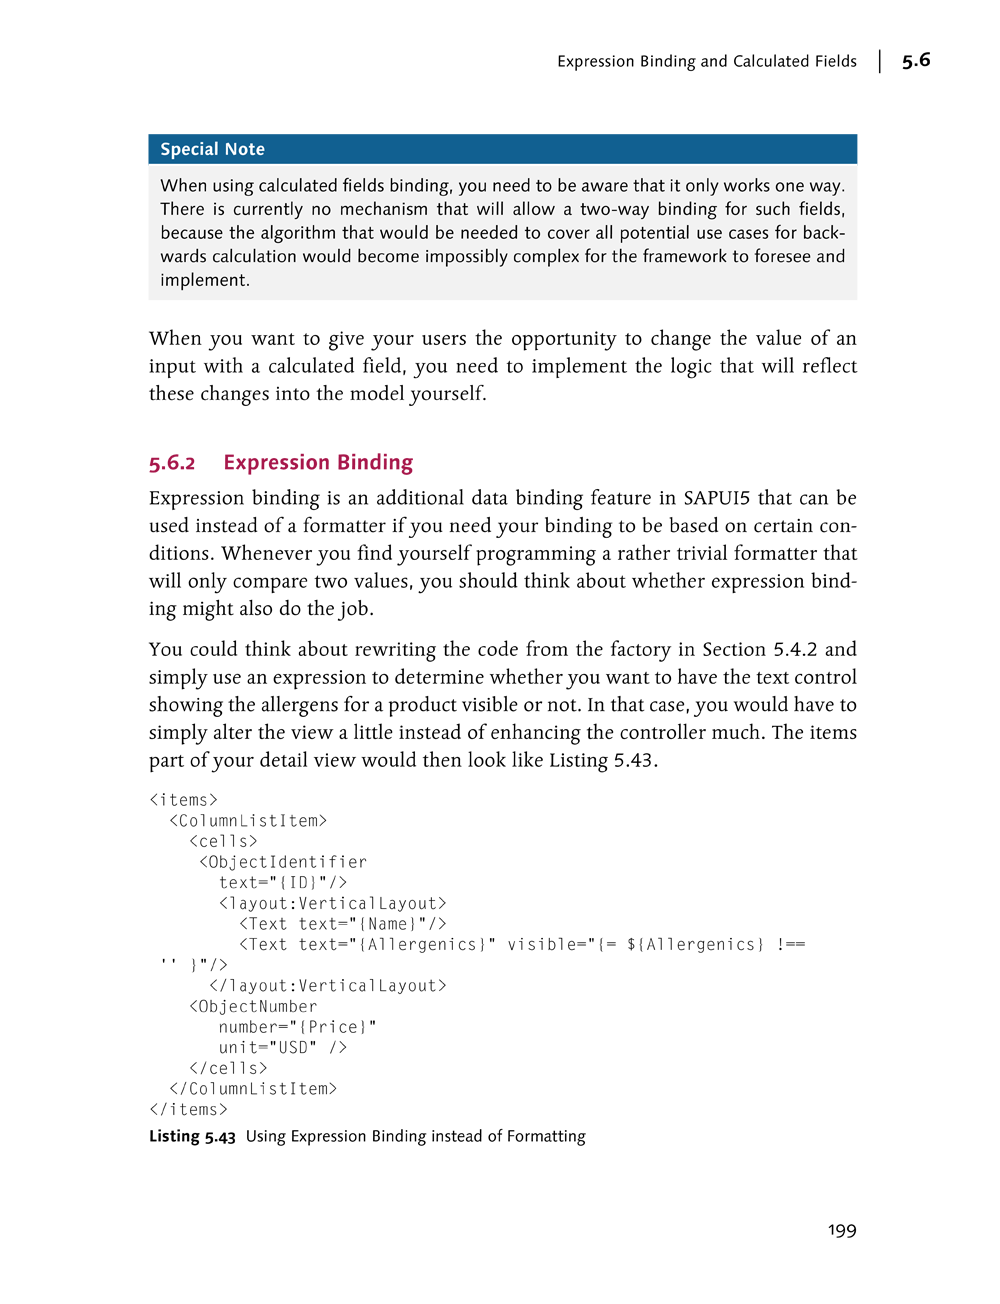 Expression Binding and Calculated Fields | 5.6
Special Note
When using calculated fields binding, you need to be aware that it only works one way.
There is currently no mechanism that will allow a two-way binding for such fields,
because the algorithm that would be needed to cover all potential use cases for back-
wards calculation would become impossibly complex for the framework to foresee and
implement.
When you want to give your users the opportunity to change the value of an
input with a calculated field, you need to implement the logic that will reflect
these changes into the model yourself.
5.6.2 Expression Binding
Expression binding is an additional data binding feature in SAPUI5 that can be
used instead of a formatter if you need your binding to be based on certain con-
ditions. Whenever you find yourself programming a rather trivial formatter that
will only compare two values, you should think about whether expression bind-
ing might also do the job.
You could think about rewriting the code from the factory in Section 5.4.2 and
simply use an expression to determine whether you want to have the text control
showing the allergens for a product visible or not. In that case, you would have to
simply alter the view a little instead of enhancing the controller much. The items
part of your detail view would then look like Listing 5.43.
<items>
  <ColumnListItem>
    <cells>
     <ObjectIdentifier
       text="{ID}"/>
       <layout:VerticalLayout>
         <Text text="{Name}"/>
         <Text text="{Allergenics}" visible="{= ${Allergenics} !==
 '' }"/>
      </layout:VerticalLayout>
    <ObjectNumber
       number="{Price}"
       unit="USD" />
    </cells>
  </ColumnListItem>
</items>
Listing 5.43 Using Expression Binding instead of Formatting
199